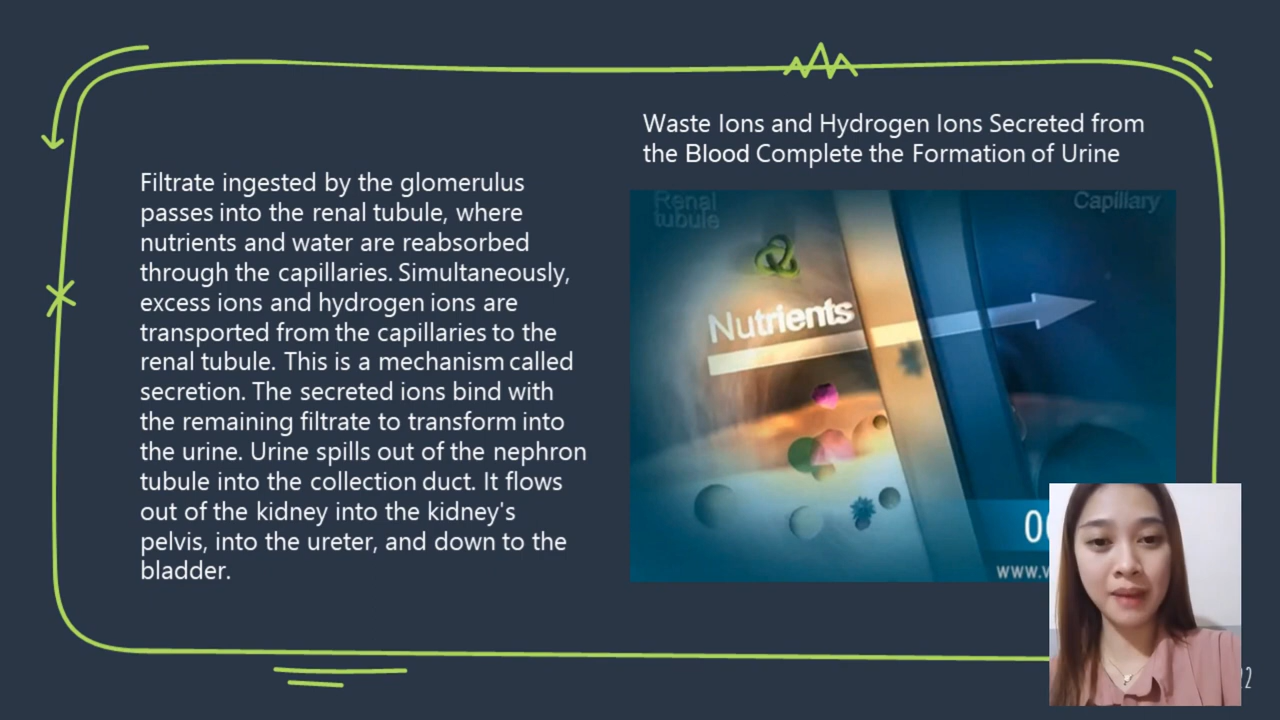 Waste Ions and Hydrogen Ions Secreted from
the Blood Complete the Formation of Urine
Filtrate ingested by the glomerulus
passes into the renal tubule, where
nutrients and water are reabsorbed
through the capillaries. Simultaneously,
excess ions and hydrogen ions are
transported from the capillaries to the
renal tubule. This is a mechanism called
secretion. The secreted ions bind with
the remaining filtrate to transform into
the urine. Urine spills out of the nephron
tubule into the collection duct. It flows
out of the kidney into the kidney's
pelvis, into the ureter, and down to the
bladder.
Renal
tubule
Capillary
Nutrients
www.v